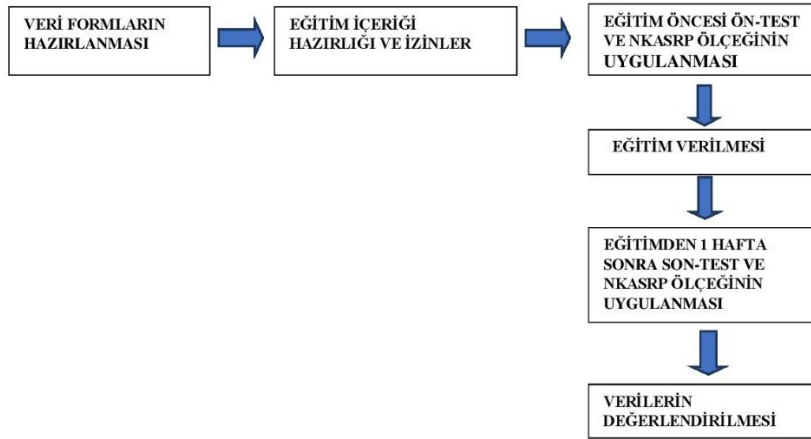 VERİ FORMLARIN
HAZIRLANMASI
EĞİTİM İÇERİĞİ
HAZIRLIĞI VE İZİNLER
EĞİTİM ÖNCESİ ÖN-TEST
VE NKASRP ÖLÇEĞİNİN
UYGULANMASI
EĞİTİM VERİLMESİ
EĞİTİMDEN 1 HAFTA
SONRA SON-TEST VE
NKASRP ÖLÇEĞİNİN
UYGULANMASI
VERİLERİN
DEĞERLENDİRİLMESİ